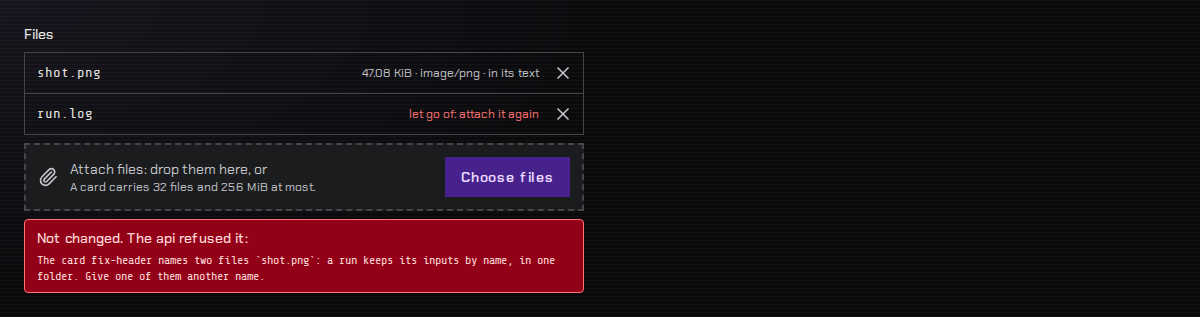 Files
shot.png 47.08 KiB · image/png · in its text
run.log let go of: attach it again
Attach files: drop them here, or
A card carries 32 files and 256 MiB at most.
Choose files
Not changed. The api refused it:
The card fix-header names two files `shot.png`: a run keeps its inputs by name, in one
folder. Give one of them another name.